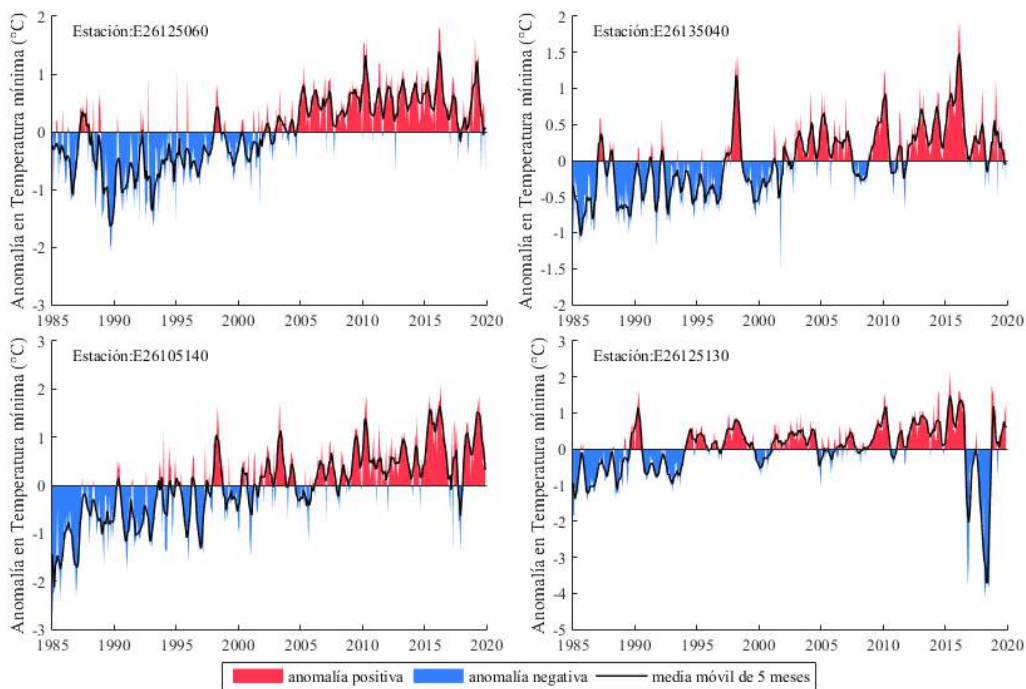 Estación:E26125060
Anomalía en Temperatura mínima (°C)
2
1
0
-1
-2
-3
1985 1990 1995 2000 2005 2010 2015 2020
Estación:E26135040
Anomalía en Temperatura mínima (°C)
2
1.5
1
0.5
0
-0.5
-1
-1.5
-2
1985 1990 1995 2000 2005 2010 2015 2020
Estación:E26105140
Anomalía en Temperatura mínima (°C)
3
2
1
0
-1
-2
-3
1985 1990 1995 2000 2005 2010 2015 2020
Estación:E26125130
Anomalía en Temperatura mínima (°C)
3
2
1
0
-1
-2
-3
-4
-5
1985 1990 1995 2000 2005 2010 2015 2020
anomalía positiva anomalía negativa media móvil de 5 meses